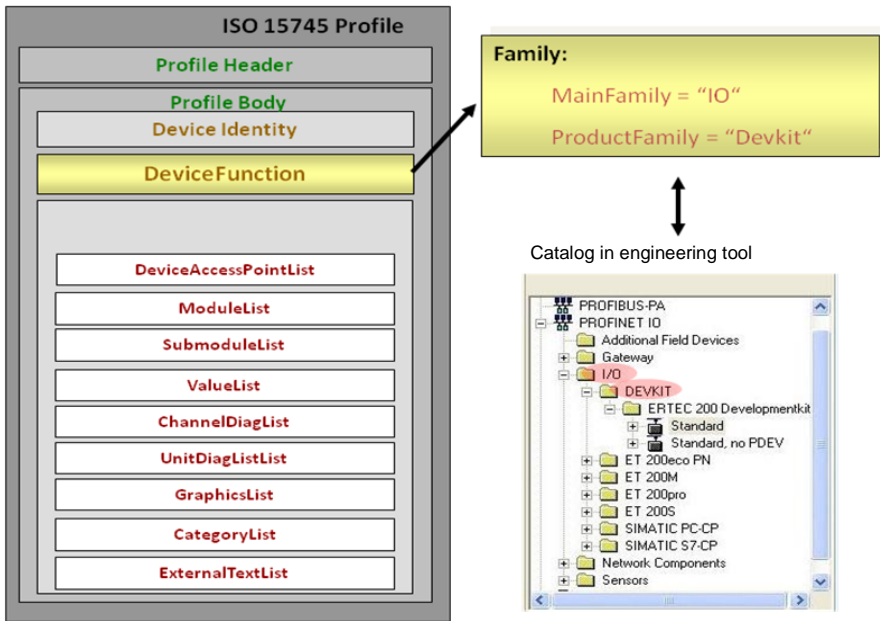 ISO 15745 Profile
Profile Header
Profile Body
Device Identity
DeviceFunction
DeviceAccessPointList
ModuleList
SubmoduleList
ValueList
ChannelDiagList
UnitDiagListList
GraphicsList
CategoryList
ExternalTextList
Family:
MainFamily = “IO“
ProductFamily = “Devkit“
Catalog in engineering tool
PROFIBUS-PA
PROFINET IO
Additional Field Devices
Gateway
I/O
DEVKIT
ERTEC 200 Developmentkit
Standard
Standard, no PDEV
ET 200eco PN
ET 200M
ET 200pro
ET 200S
SIMATIC PC-CP
SIMATIC S7-CP
Network Components
Sensors